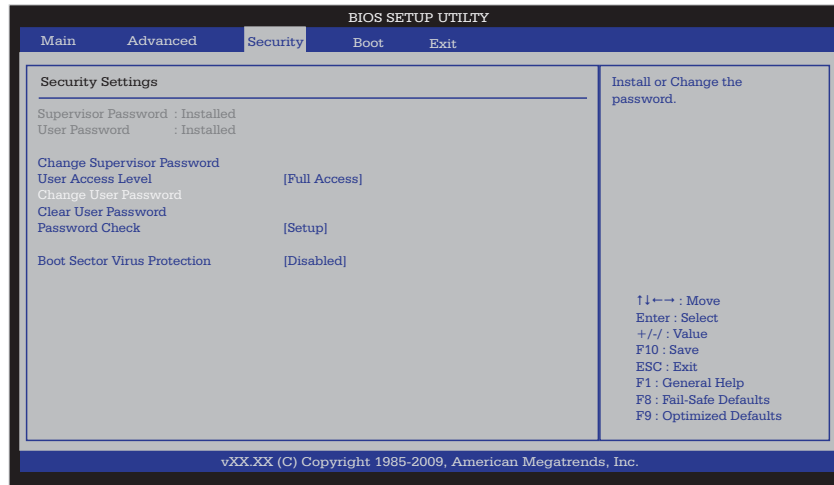 BIOS SETUP UTILTY
Main Advanced Security Boot Exit
Security Settings
Supervisor Password : Installed
User Password : Installed
Change Supervisor Password
User Access Level [Full Access]
Change User Password
Clear User Password
Password Check [Setup]
Boot Sector Virus Protection [Disabled]
Install or Change the
password.
↑↓←→ : Move
Enter : Select
+/-/ : Value
F10 : Save
ESC : Exit
F1 : General Help
F8 : Fail-Safe Defaults
F9 : Optimized Defaults
vXX.XX (C) Copyright 1985-2009, American Megatrends, Inc.